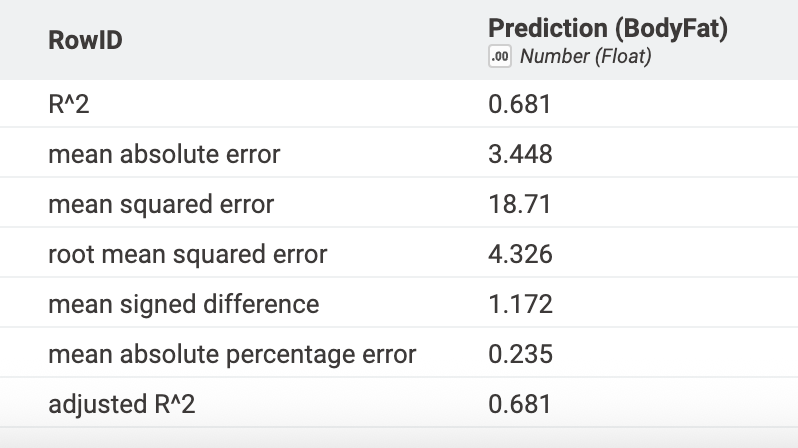 RowID Prediction (BodyFat)
.00 Number (Float)
R^2 0.681
mean absolute error 3.448
mean squared error 18.71
root mean squared error 4.326
mean signed difference 1.172
mean absolute percentage error 0.235
adjusted R^2 0.681